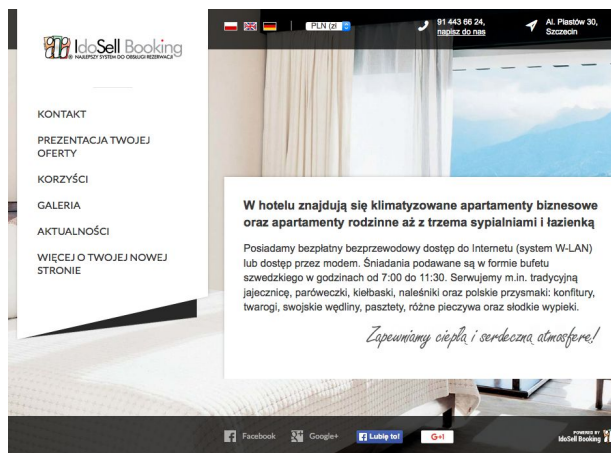 IdoSell Booking
NAJLEPSZY SYSTEM DO OBSŁUGI REZERWACJI
PLN (zł
91 443 66 24,
napisz do nas
Al. Piastów 30,
Szczecin
KONTAKT
PREZENTACJA TWOJEJ
OFERTY
KORZYŚCI
GALERIA
AKTUALNOŚCI
WIĘCEJ O TWOJEJ NOWEJ
STRONIE
W hotelu znajdują się klimatyzowane apartamenty biznesowe
oraz apartamenty rodzinne aż z trzema sypialniami i łazienką
Posiadamy bezpłatny bezprzewodowy dostęp do Internetu (system W-LAN)
lub dostęp przez modem. Śniadania podawane są w formie bufetu
szwedzkiego w godzinach od 7:00 do 11:30. Serwujemy m.in. tradycyjną
jajecznicę, paróweczki, kiełbaski, naleśniki oraz polskie przysmaki: konfitury,
twarogi, swojskie wędliny, pasztety, różne pieczywa oraz słodkie wypieki.
Zapewniamy ciepłą i serdeczną atmosferę!
Facebook
Google+
Lubię to!
G+1
POWERED BY
IdoSell Booking